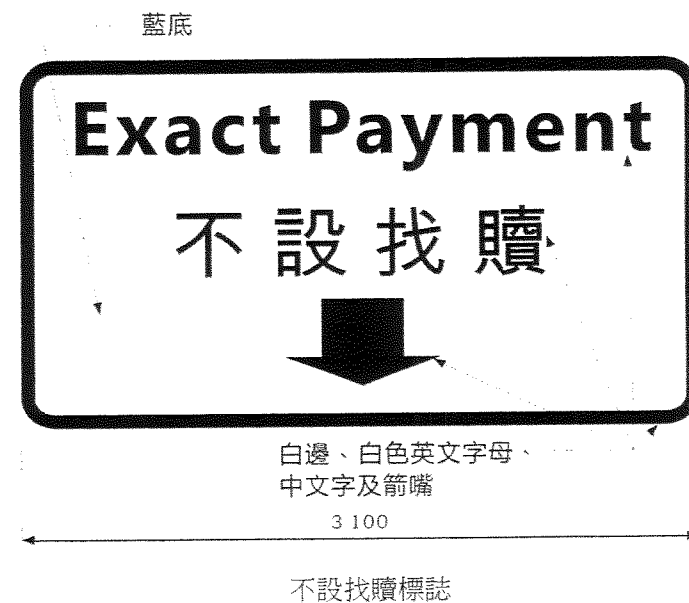 藍底
Exact Payment
不設找贖
白邊、白色英文字母、
中文字及箭嘴
3 100
不設找贖標誌